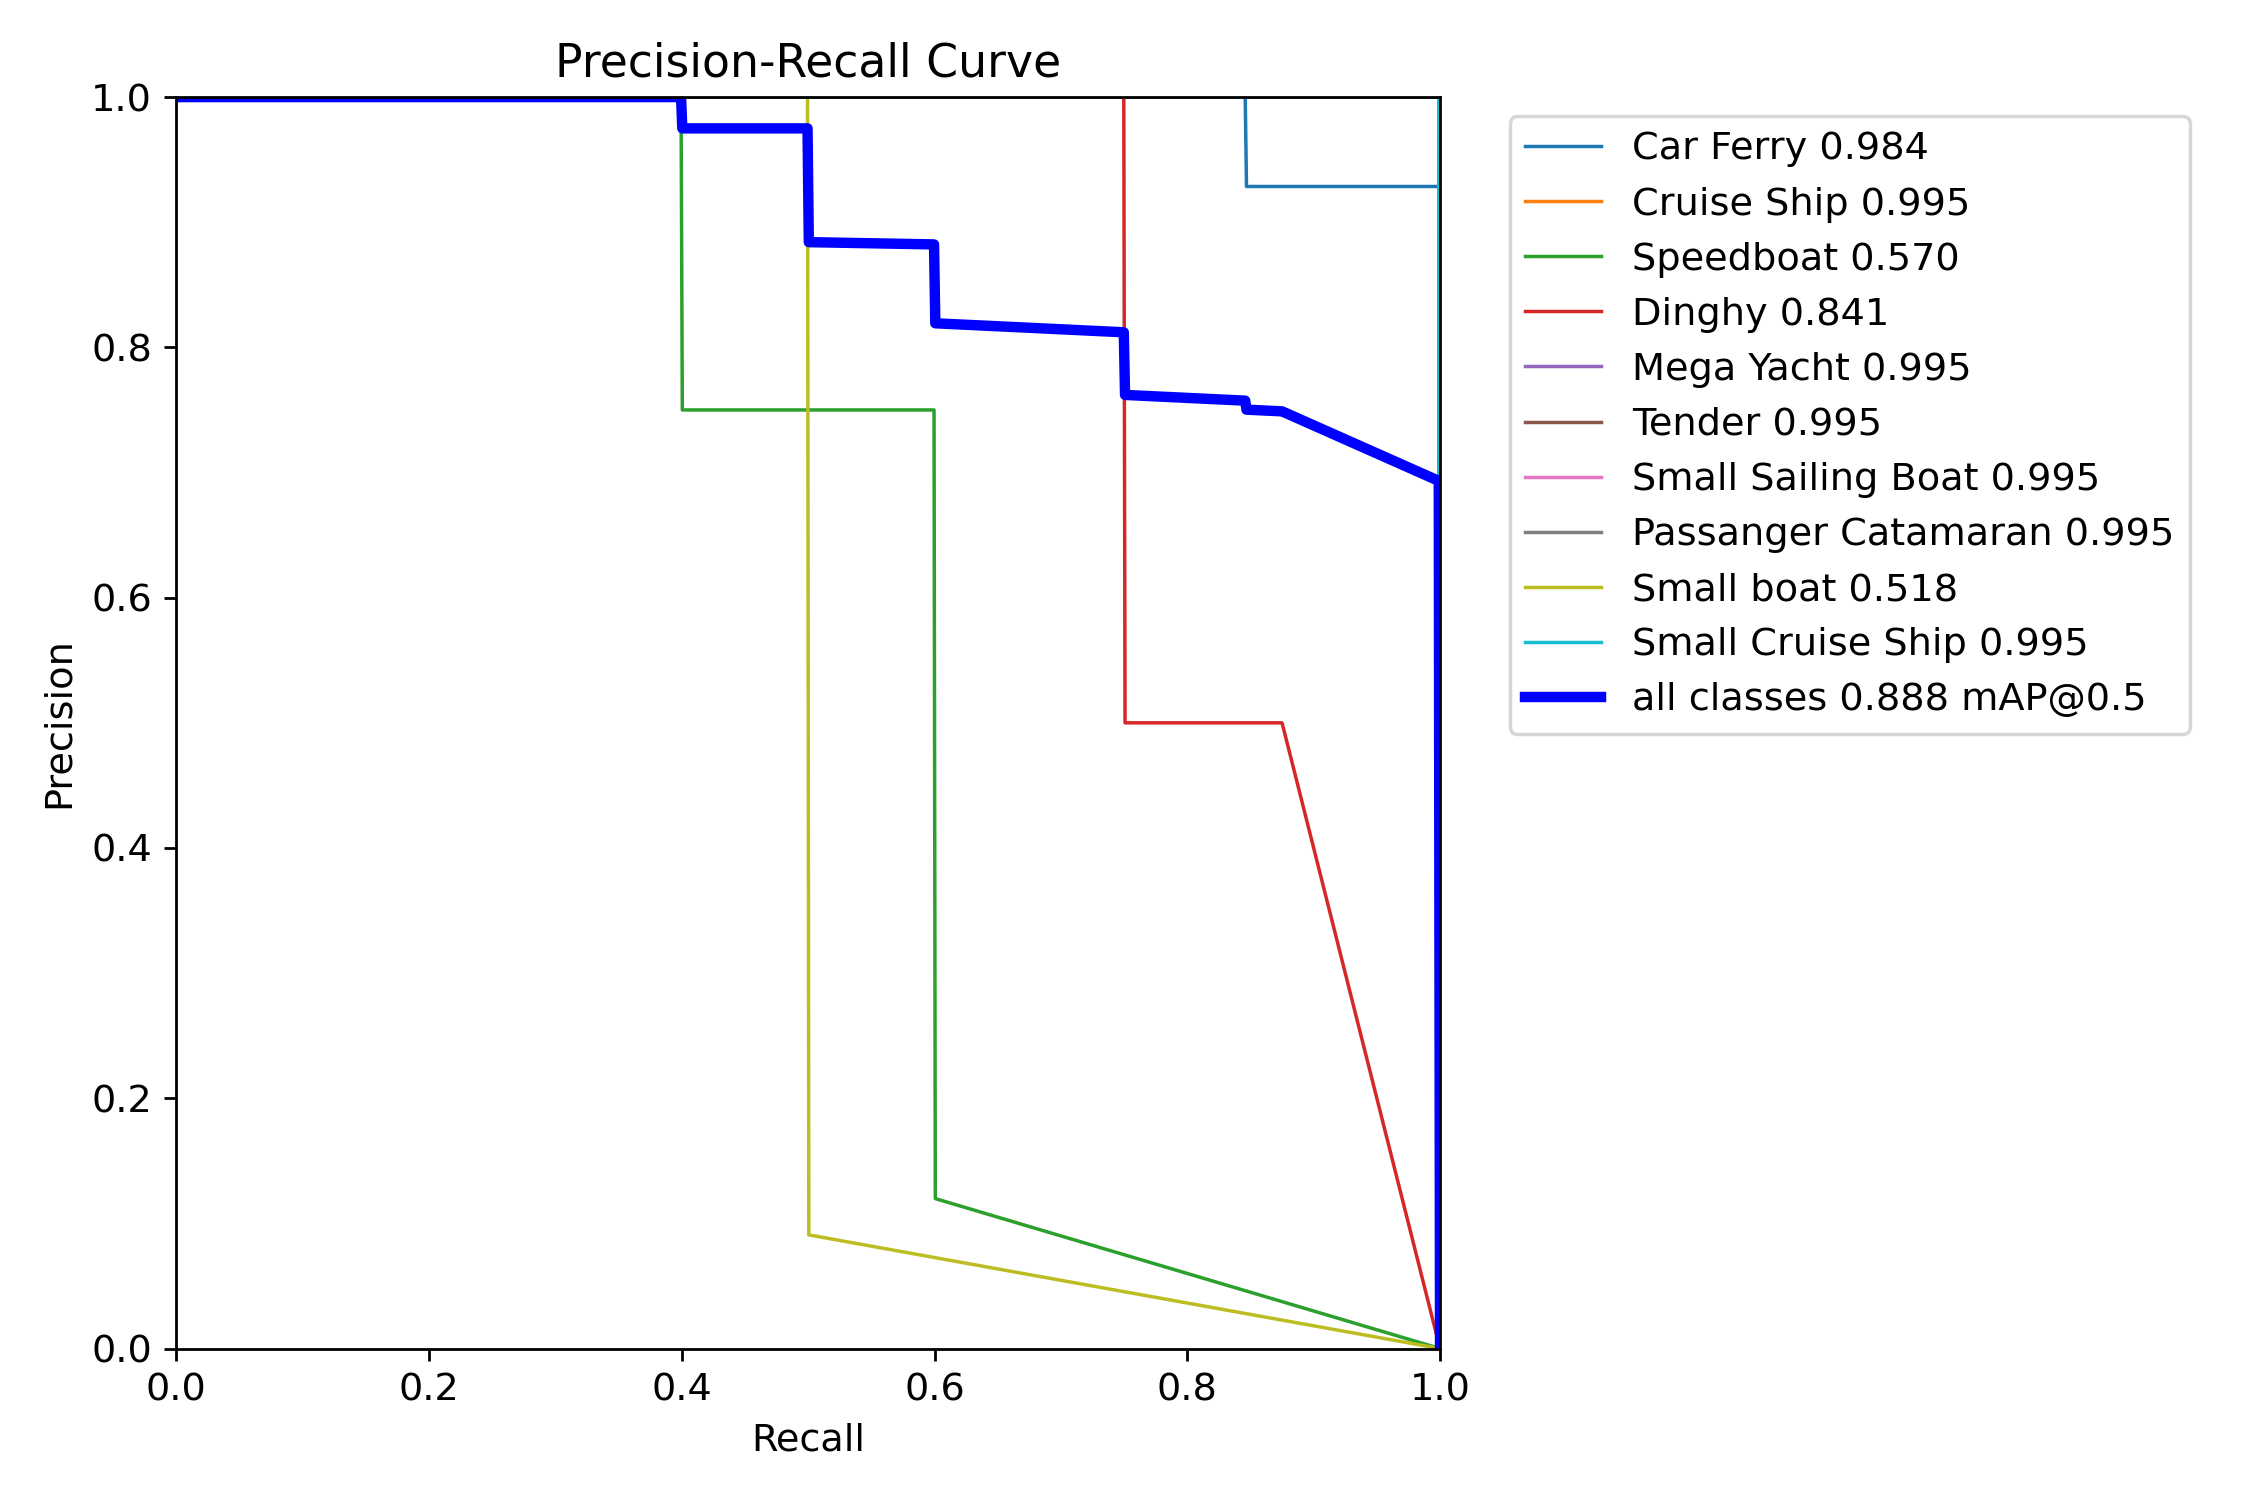 Precision-Recall Curve
1.0
0.8
0.6
0.4
0.2
0.0
Precision
0.0 0.2 0.4 0.6 0.8 1.0
Recall
Car Ferry 0.984
Cruise Ship 0.995
Speedboat 0.570
Dinghy 0.841
Mega Yacht 0.995
Tender 0.995
Small Sailing Boat 0.995
Passanger Catamaran 0.995
Small boat 0.518
Small Cruise Ship 0.995
all classes 0.888 mAP@0.5